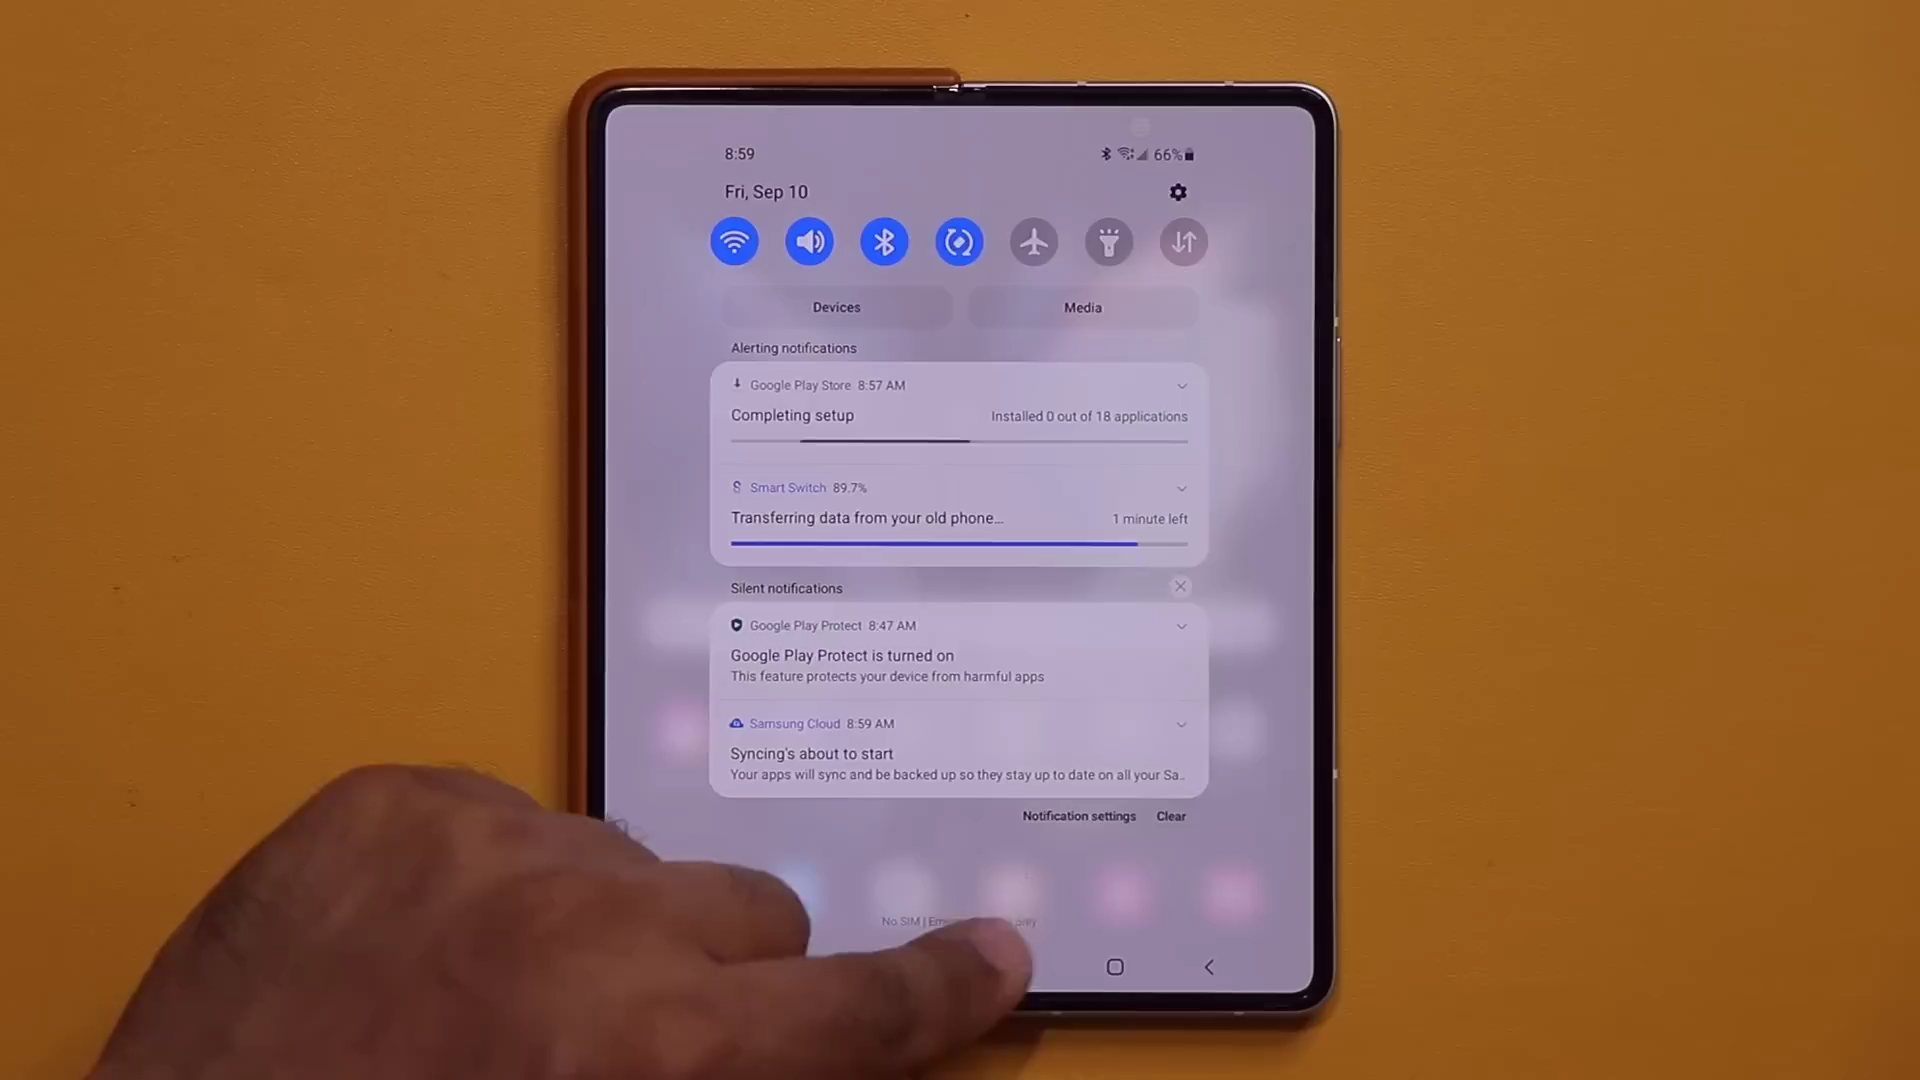 8:59
66%
Fri, Sep 10
Devices
Media
Alerting notifications
Google Play Store 8:57 AM
Completing setup
Installed 0 out of 18 applications
Smart Switch 89.7%
Transferring data from your old phone...
1 minute left
Silent notifications
Google Play Protect 8:47 AM
Google Play Protect is turned on
This feature protects your device from harmful apps
Samsung Cloud 8:59 AM
Syncing's about to start
Your apps will sync and be backed up so they stay up to date on all your Sa..
Notification settings
Clear
No SIM |